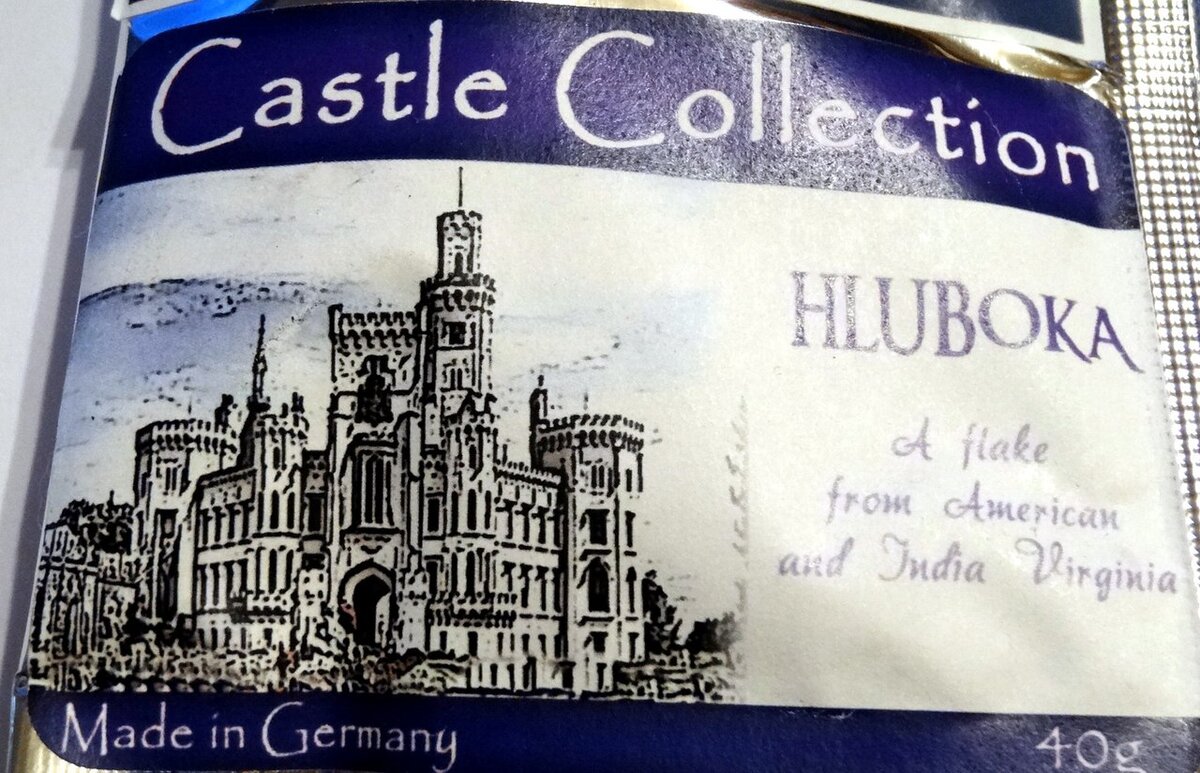 Castle Collection
HLUBOKA
A flake
from American
and India Virginia
Made in Germany
40g